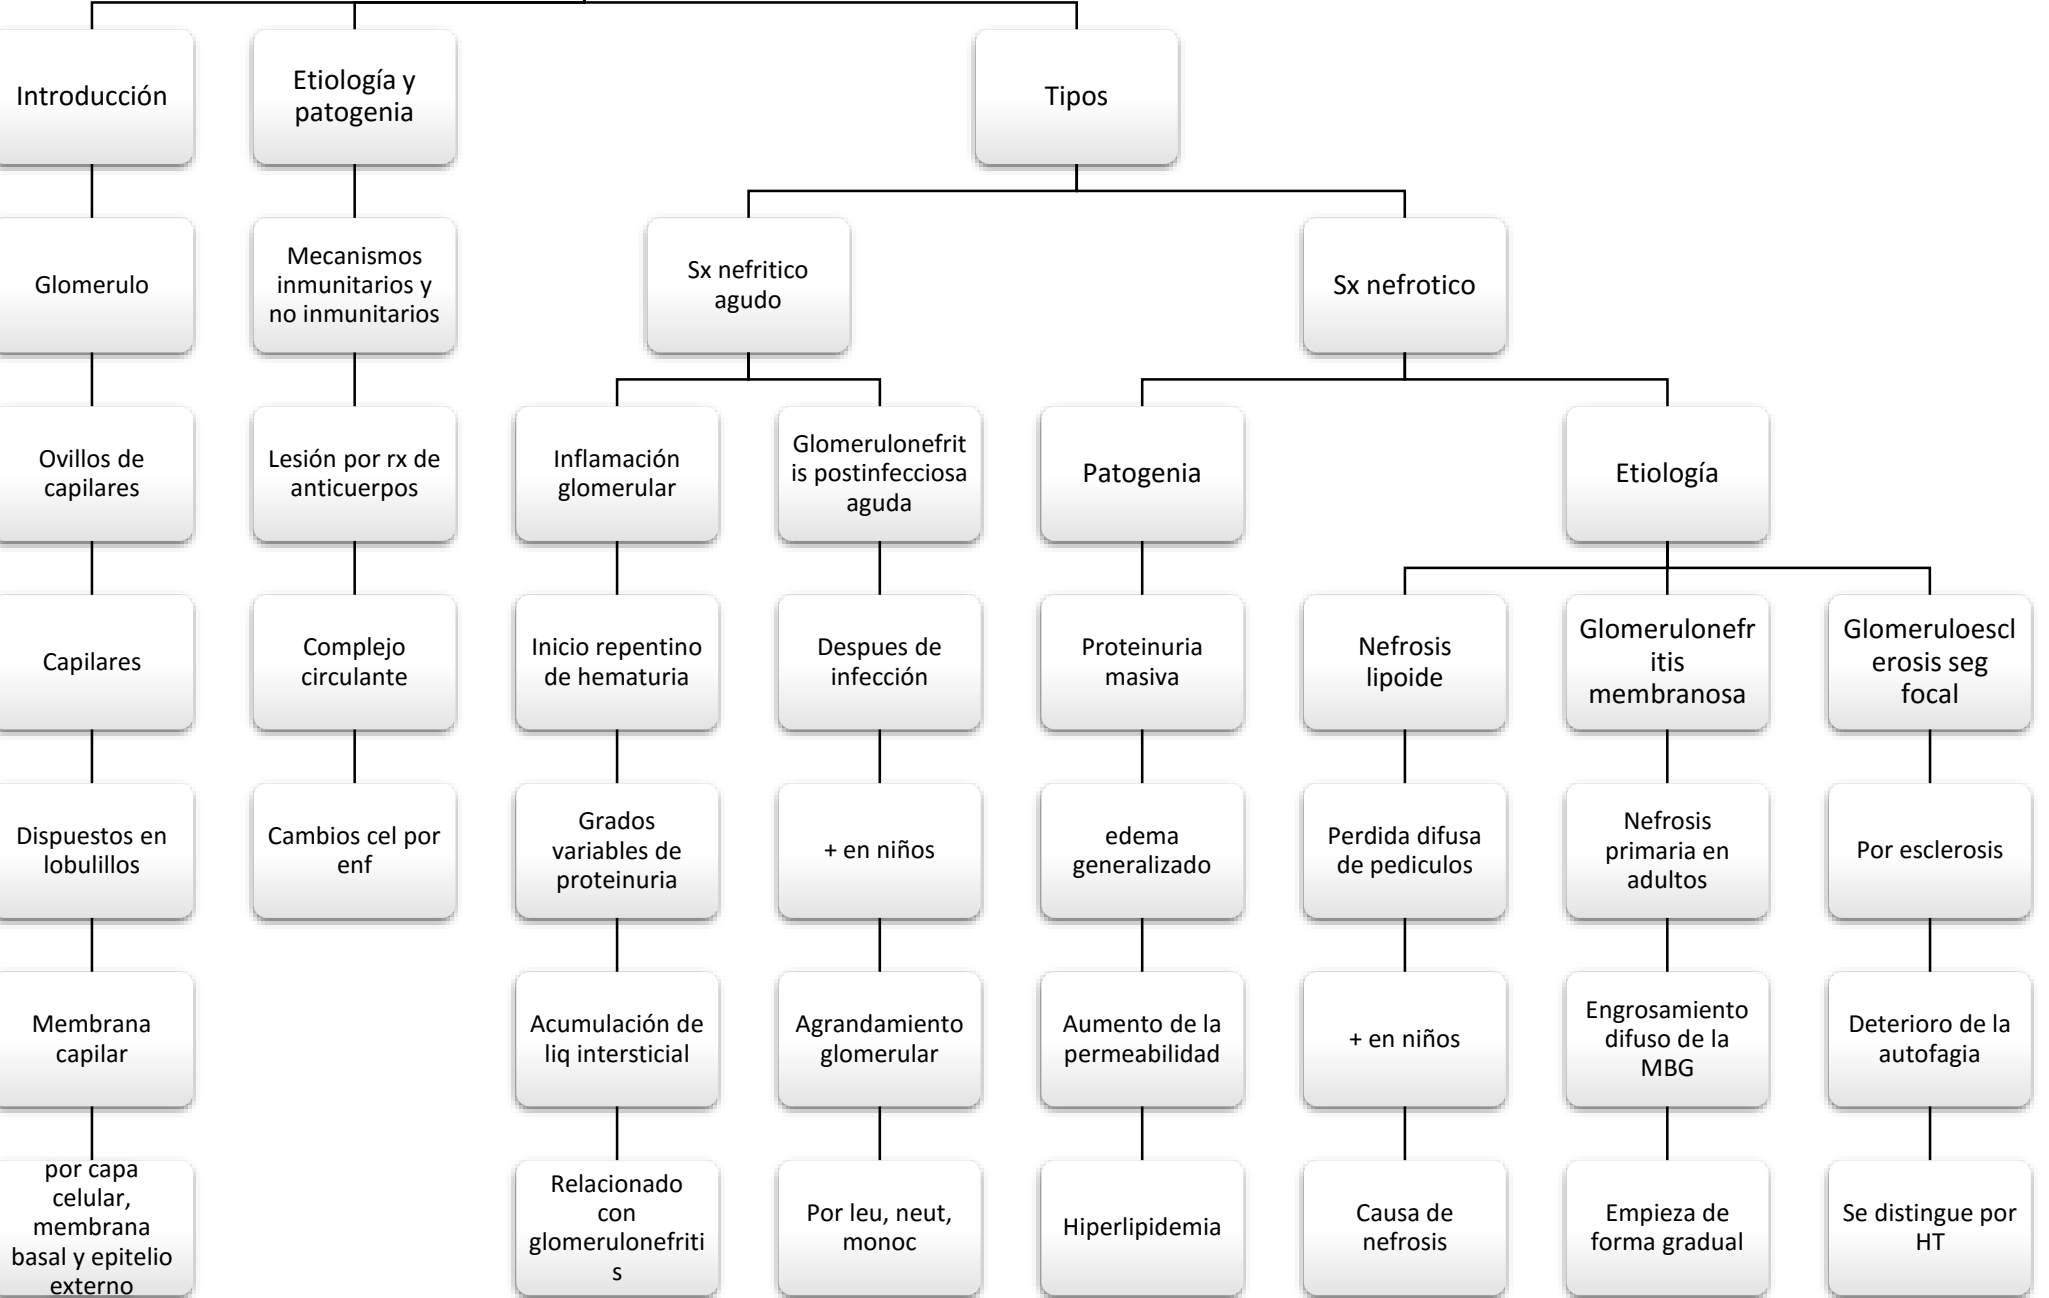 Introducción
Etiología y
patogenia
Tipos
Glomerulo
Mecanismos
inmunitarios y
no inmunitarios
Sx nefritico
agudo
Sx nefrotico
Ovillos de
capilares
Lesión por rx de
anticuerpos
Inflamación
glomerular
Glomerulonefrit
is postinfecciosa
aguda
Patogenia
Etiología
Capilares
Complejo
circulante
Inicio repentino
de hematuria
Despues de
infección
Proteinuria
masiva
Nefrosis
lipoide
Glomerulonefr
itis
membranosa
Glomeruloescl
erosis seg
focal
Dispuestos en
lobulillos
Cambios cel por
enf
Grados
variables de
proteinuria
+ en niños
edema
generalizado
Perdida difusa
de pediculos
Nefrosis
primaria en
adultos
Por esclerosis
Membrana
capilar
Acumulación de
liq intersticial
Agrandamiento
glomerular
Aumento de la
permeabilidad
+ en niños
Engrosamiento
difuso de la
MBG
Deterioro de la
autofagia
por capa
celular,
membrana
basal y epitelio
externo
Relacionado
con
glomerulonefriti
s
Por leu, neut,
monoc
Hiperlipidemia
Causa de
nefrosis
Empieza de
forma gradual
Se distingue por
HT